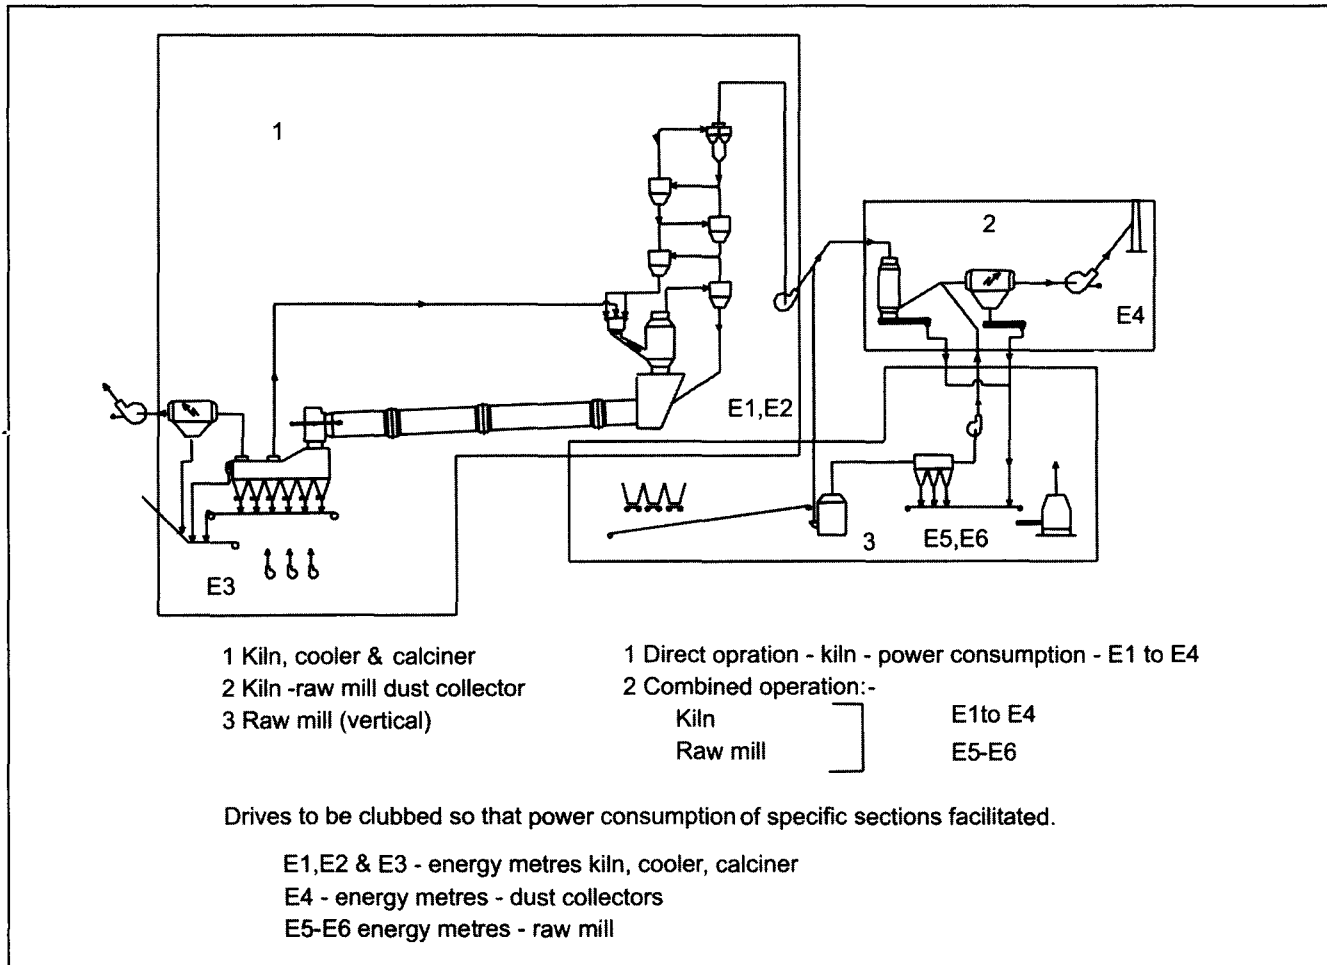 1
2
E4
E1,E2
3
E5,E6
E3
1 Kiln, cooler & calciner
2 Kiln -raw mill dust collector
3 Raw mill (vertical)
1 Direct opration - kiln - power consumption - E1 to E4
2 Combined operation:-
Kiln E1to E4
Raw mill E5-E6
Drives to be clubbed so that power consumption of specific sections facilitated.
E1,E2 & E3 - energy metres kiln, cooler, calciner
E4 - energy metres - dust collectors
E5-E6 energy metres - raw mill